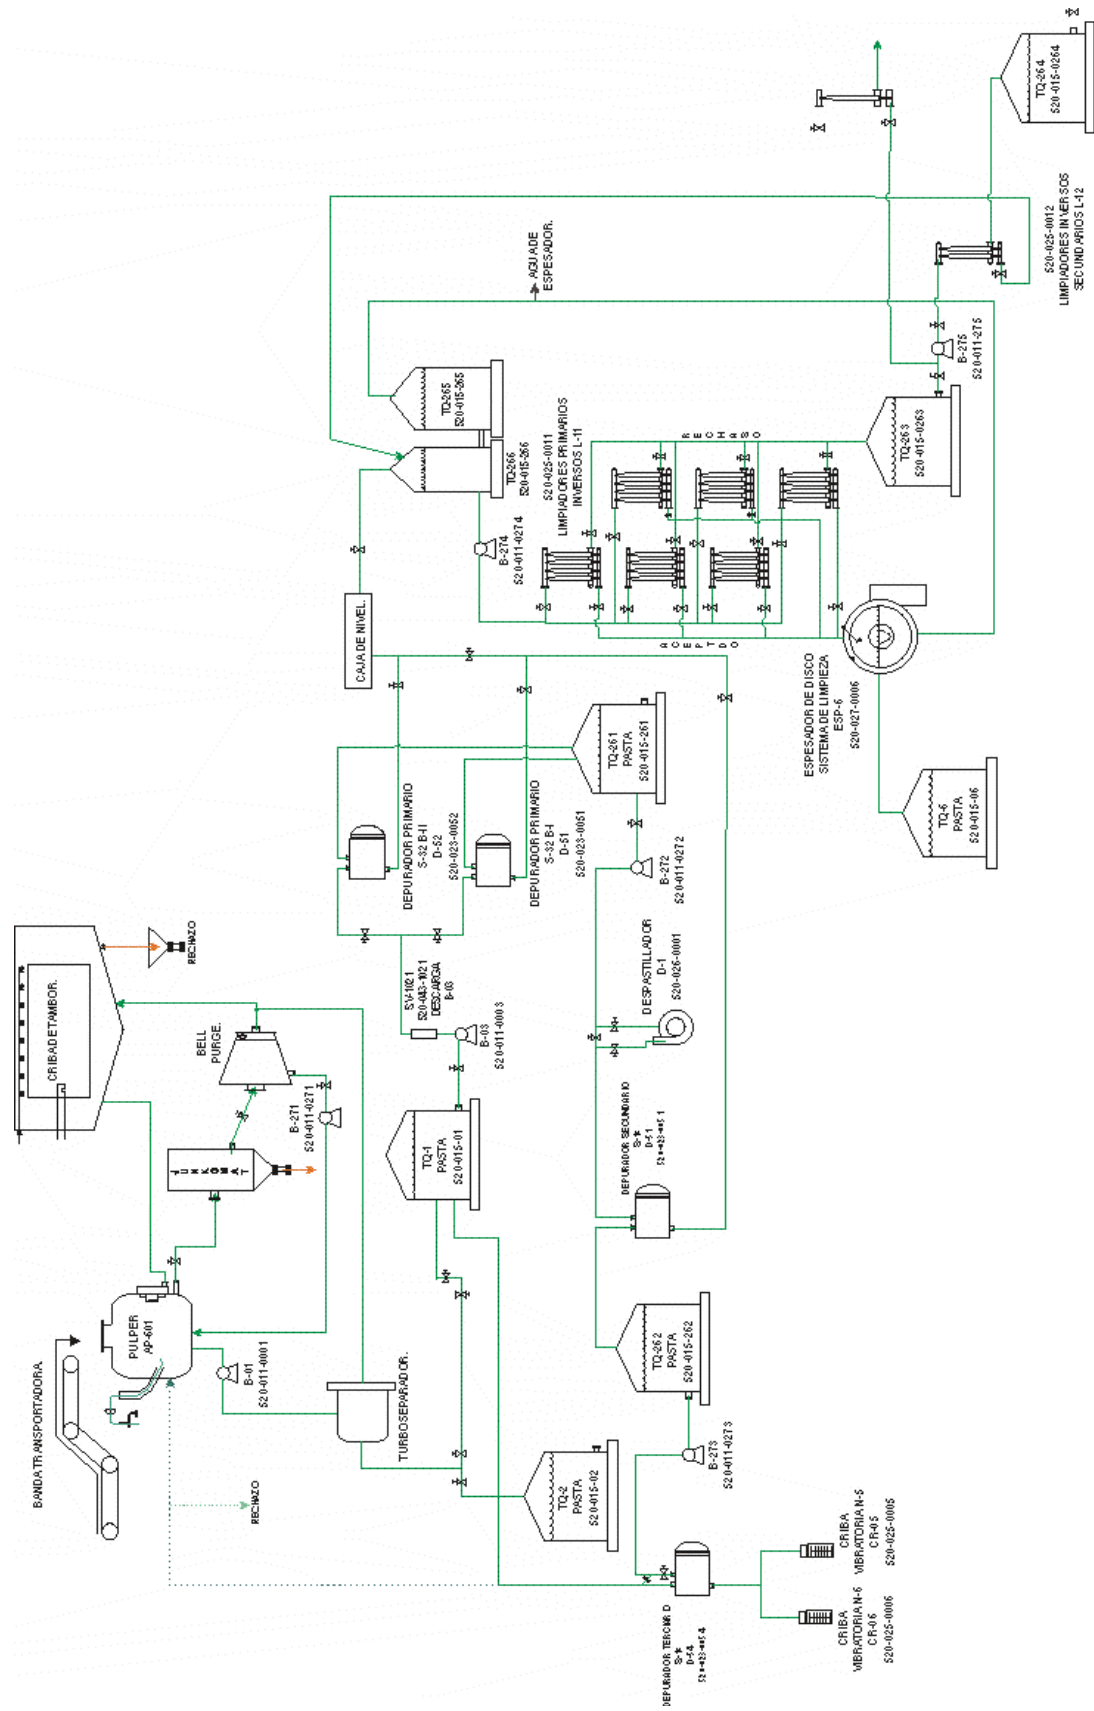 BANDA TRANSPORTADORA
PULPER
AP-601
B-01
520-011-0001
RECHAZO
TURBOSEPARADOR.
CRIBA DE TAMBOR.
RECHAZO
BELL
PURGE.
B-271
520-011-0271
TQ-1
PASTA
520-015-01
TQ-2
PASTA
520-015-02
SV-1021
520-043-1021
DESCARGA
B-03
B-03
520-011-0003
DEPURADOR PRIMARIO
S-32 B-II
D-52
520-023-0052
DEPURADOR PRIMARIO
S-32 B-I
D-51
520-023-0051
CAJA DE NIVEL.
TQ-261
PASTA
520-015-261
B-272
520-011-0272
DESPASTILLADOR
D-1
520-026-0001
DEPURADOR SECUNDARIO
TQ-262
PASTA
520-015-262
B-273
520-011-0273
DEPURADOR TERCIARIO
D-54
CRIBA
VIBRATORIA N-5
CR-05
520-025-0005
CRIBA
VIBRATORIA N-6
CR-06
520-025-0006
TQ-265
520-015-265
TQ-266
520-015-266
AGUA DE
ESPESADOR.
B-274
520-011-0274
520-025-0011
LIMPIADORES PRIMARIOS
INVERSOS L-11
RECHASO
ACEPTDO
ESPESADOR DE DISCO
SISTEMA DE LIMPIEZA
ESP-6
520-027-0006
TQ-6
PASTA
520-015-06
TQ-263
520-015-0263
B-275
520-011-275
520-025-0012
LIMPIADORES INVERSOS
SECUNDARIOS L-12
TQ-264
520-015-0264